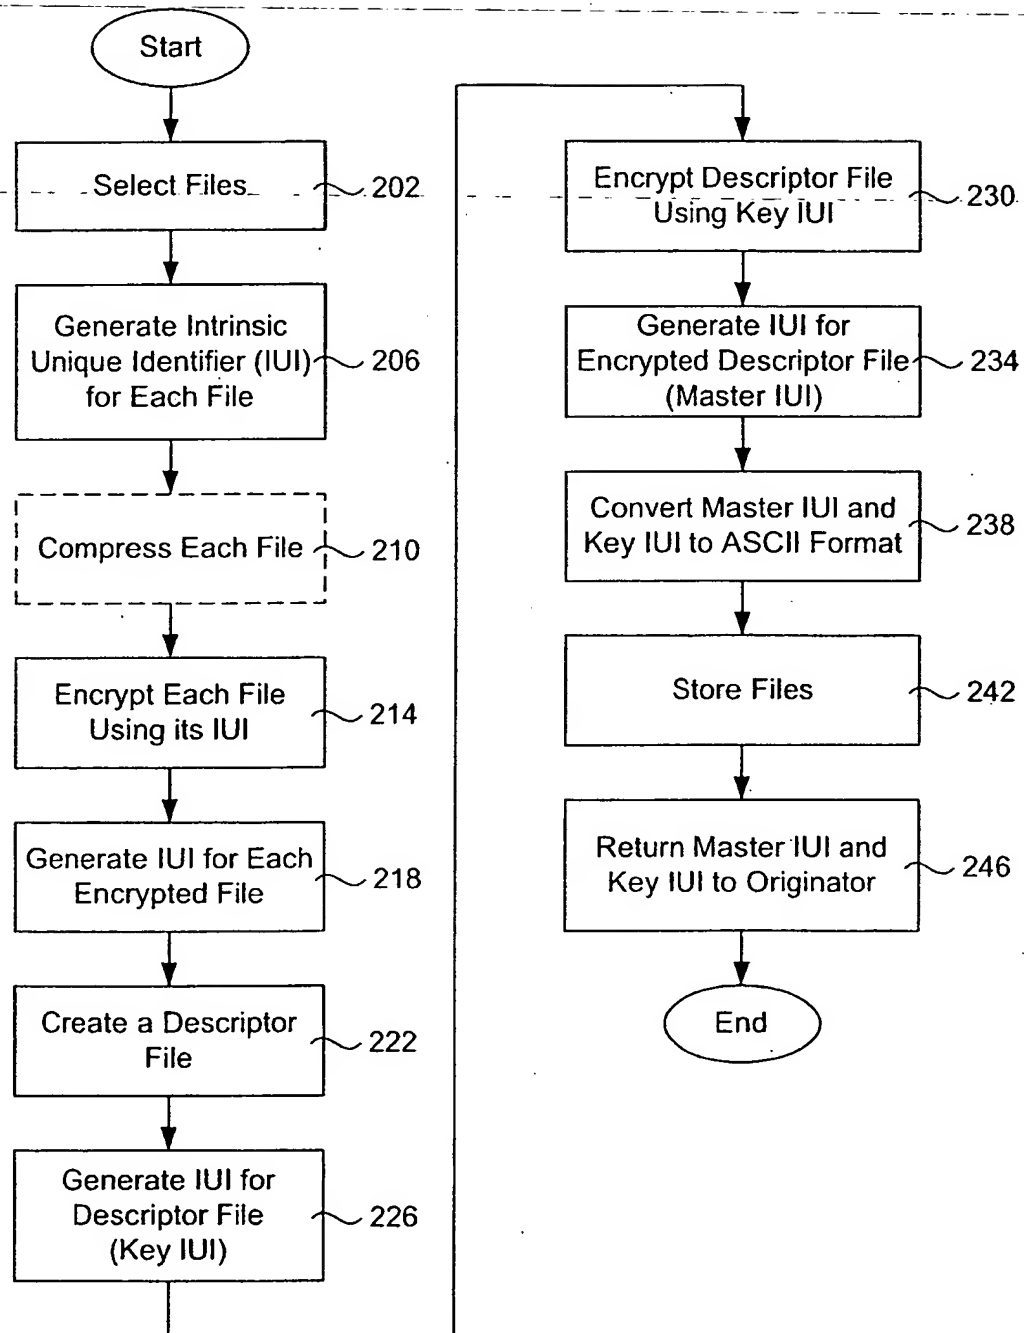 Start
Select Files
202
Generate Intrinsic
Unique Identifier (IUI)
for Each File
206
Compress Each File
210
Encrypt Each File
Using its IUI
214
Generate IUI for Each
Encrypted File
218
Create a Descriptor
File
222
Generate IUI for
Descriptor File
(Key IUI)
226
Encrypt Descriptor File
Using Key IUI
230
Generate IUI for
Encrypted Descriptor File
(Master IUI)
234
Convert Master IUI and
Key IUI to ASCII Format
238
Store Files
242
Return Master IUI and
Key IUI to Originator
246
End